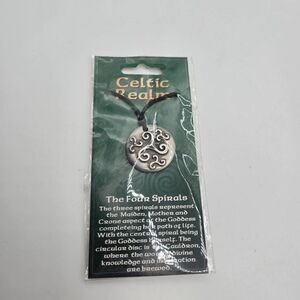 Celtic
Realm
The Four Spirals
The three spirals represent
the Maiden, Mother and
Crone aspect of the Goddess
completing her path of life.
With the central spiral being
the Goddess herself. The
circular disc is the Cauldron,
where the world divine
knowledge and inspiration
are brewed.